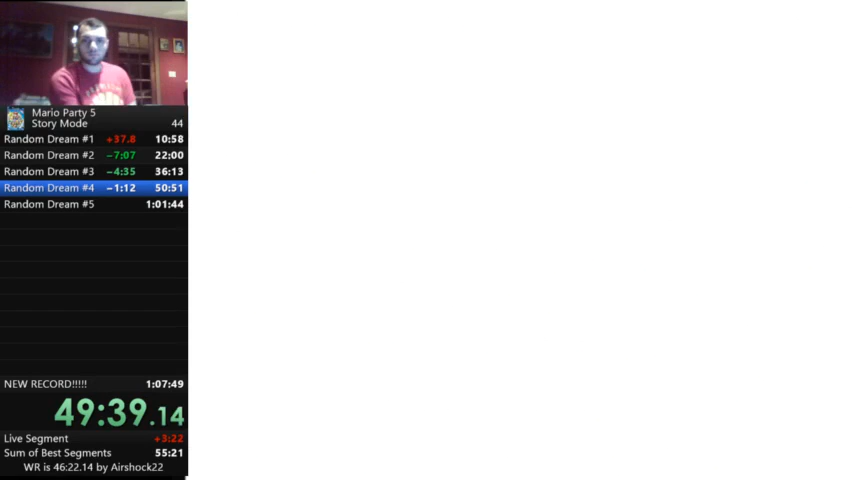 Mario Party 5
Story Mode 44
Random Dream #1 +37.8 10:58
Random Dream #2 −7:07 22:00
Random Dream #3 −4:35 36:13
Random Dream #4 −1:12 50:51
Random Dream #5 1:01:44
NEW RECORD!!!!! 1:07:49
49:39.14
Live Segment +3:22
Sum of Best Segments 55:21
WR is 46:22.14 by Airshock22